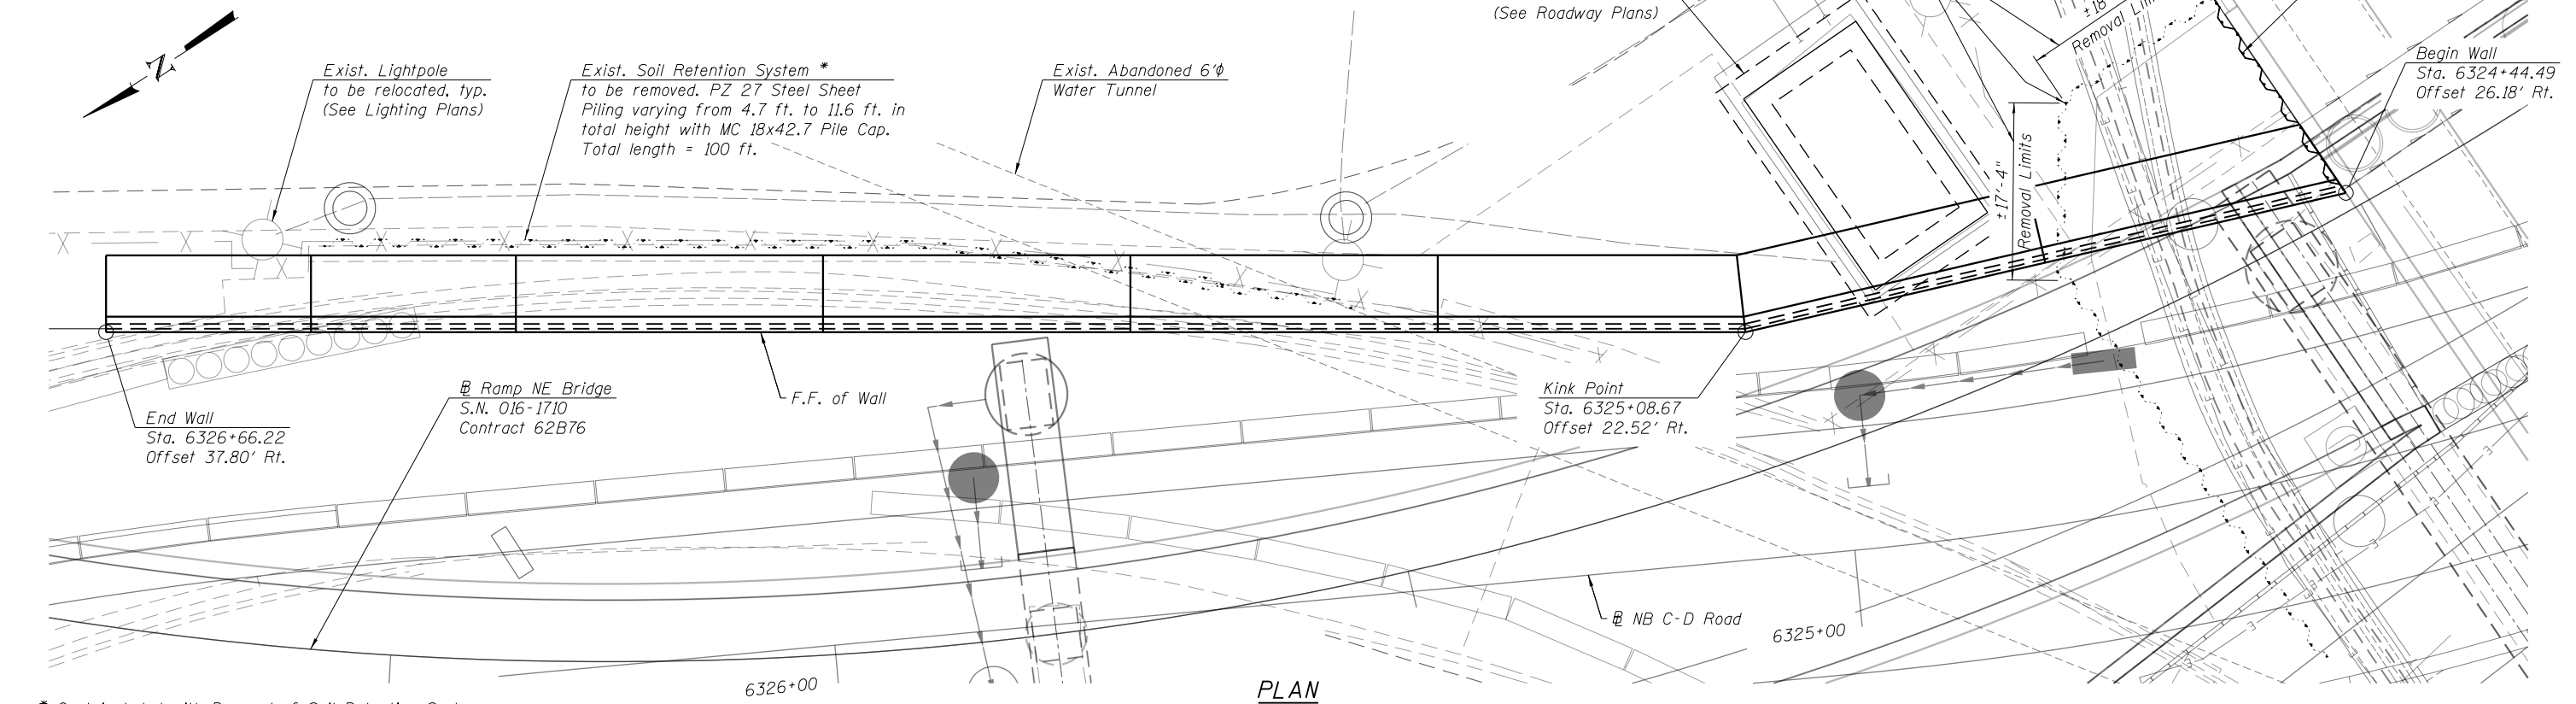 (See Roadway Plans)
±18
Removal Lim
N
Exist. Lightpole
to be relocated, typ.
(See Lighting Plans)
Exist. Soil Retention System *
to be removed. PZ 27 Steel Sheet
Piling varying from 4.7 ft. to 11.6 ft. in
total height with MC 18x42.7 Pile Cap.
Total length = 100 ft.
Exist. Abandoned 6'ϕ
Water Tunnel
Begin Wall
Sta. 6324+44.49
Offset 26.18' Rt.
±17'-4"
Removal Limits
End Wall
Sta. 6326+66.22
Offset 37.80' Rt.
℄ Ramp NE Bridge
S.N. 016-1710
Contract 62B76
F.F. of Wall
Kink Point
Sta. 6325+08.67
Offset 22.52' Rt.
℄ NB C-D Road
6325+00
6326+00
PLAN